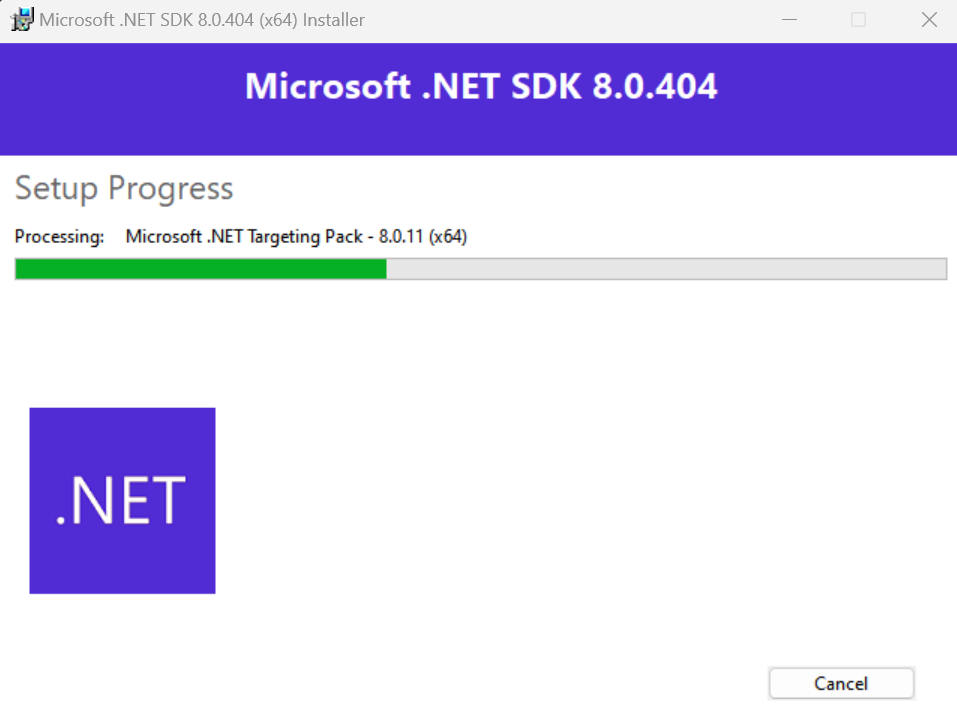 Microsoft .NET SDK 8.0.404 (x64) Installer
Microsoft .NET SDK 8.0.404
Setup Progress
Processing: Microsoft .NET Targeting Pack - 8.0.11 (x64)
.NET
Cancel